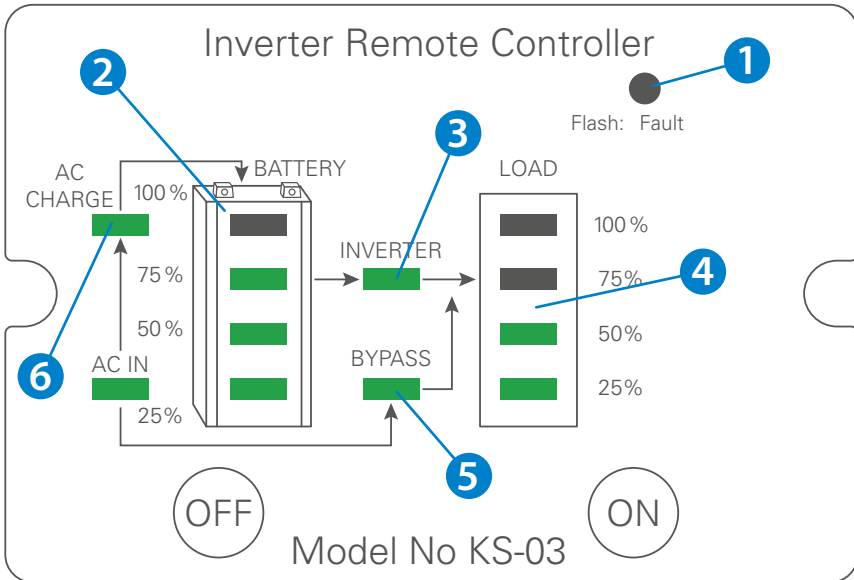 Inverter Remote Controller
1
2
Flash: Fault
3
AC
CHARGE
BATTERY
LOAD
100%
100%
INVERTER
75%
75%
4
50%
50%
AC IN
BYPASS
6
25%
25%
5
OFF
ON
Model No KS-03